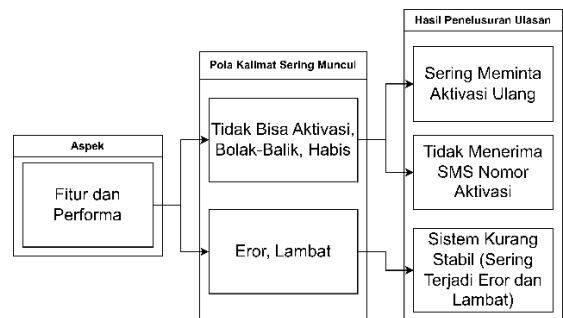 Aspek
Fitur dan
Performa
Pola Kalimat Sering Muncul
Tidak Bisa Aktivasi,
Bolak-Balik, Habis
Eror, Lambat
Hasil Penelusuran Ulasan
Sering Meminta
Aktivasi Ulang
Tidak Menerima
SMS Nomor
Aktivasi
Sistem Kurang
Stabil (Sering
Terjadi Eror dan
Lambat)